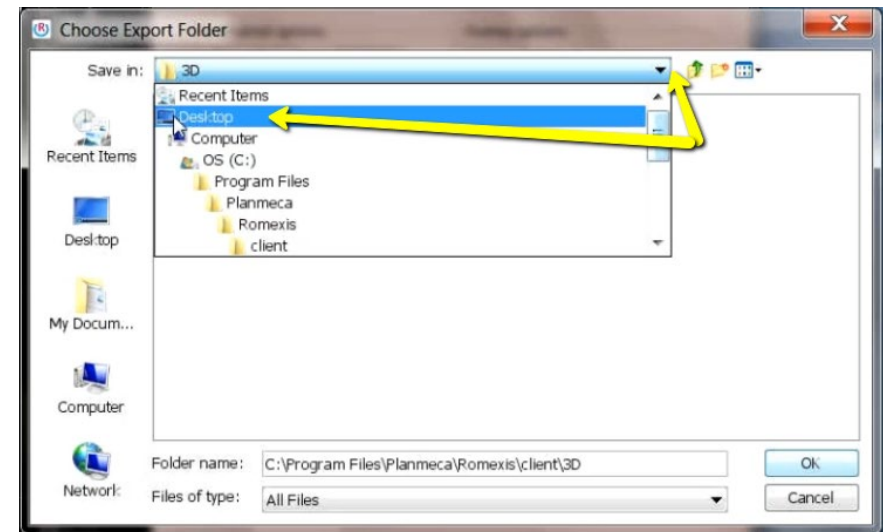 Choose Export Folder
Save in:
3D
Recent Items
Desktop
Computer
OS (C:)
Program Files
Planmeca
Romexis
client
Recent Items
Desktop
My Docum...
Computer
Network
Folder name:
C:\Program Files\Planmeca\Romexis\client\3D
OK
Files of type:
All Files
Cancel